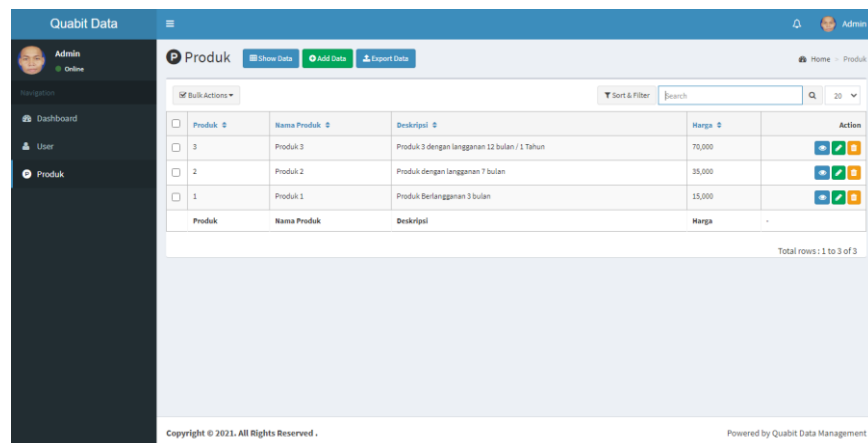 Quabit Data
Admin
Admin
Online
Produk
Show Data
Add Data
Export Data
Home > Produk
Navigation
Dashboard
User
Produk
Bulk Actions
Sort & Filter
Search
20
Produk Nama Produk Deskripsi Harga Action
3 Produk 3 Produk 3 dengan langganan 12 bulan / 1 Tahun 70,000
2 Produk 2 Produk dengan langganan 7 bulan 35,000
1 Produk 1 Produk Berlangganan 3 bulan 15,000
Produk Nama Produk Deskripsi Harga -
Total rows : 1 to 3 of 3
Copyright © 2021. All Rights Reserved .
Powered by Quabit Data Management